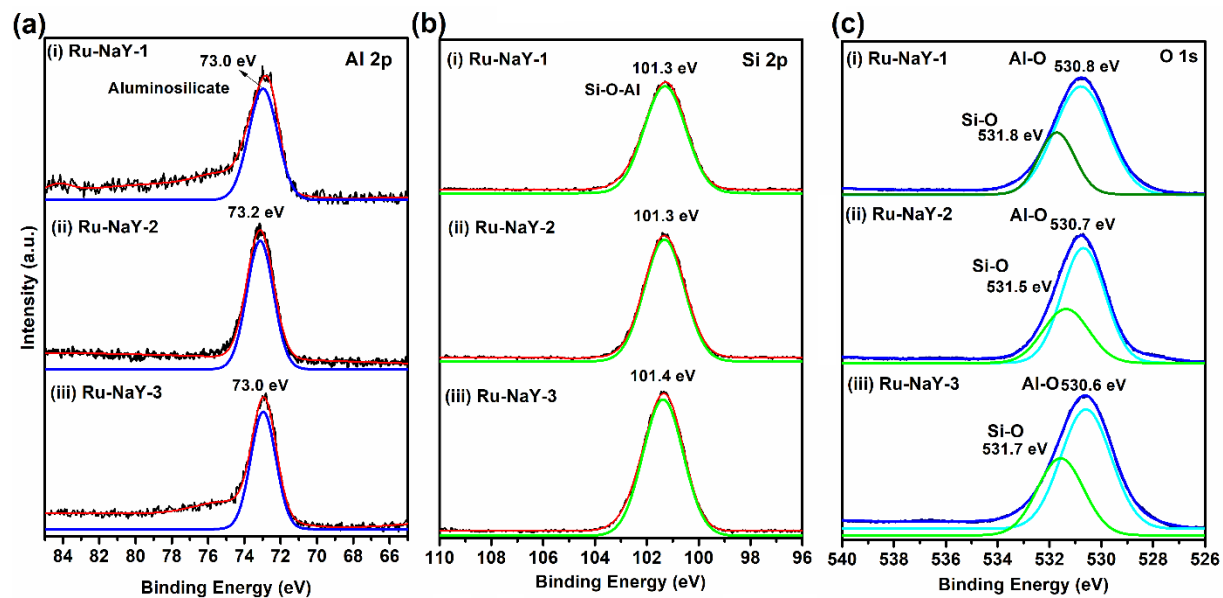 (a)
(i) Ru-NaY-1
73.0 eV
Al 2p
Aluminosilicate
(ii) Ru-NaY-2
73.2 eV
(iii) Ru-NaY-3
73.0 eV
Intensity (a.u.)
84 82 80 78 76 74 72 70 68 66
Binding Energy (eV)
(b)
(i) Ru-NaY-1
101.3 eV
Si 2p
Si-O-Al
(ii) Ru-NaY-2
101.3 eV
(iii) Ru-NaY-3
101.4 eV
110 108 106 104 102 100 98 96
Binding Energy (eV)
(c)
(i) Ru-NaY-1
Al-O
530.8 eV
O 1s
Si-O
531.8 eV
(ii) Ru-NaY-2
Al-O
530.7 eV
Si-O
531.5 eV
(iii) Ru-NaY-3
Al-O
530.6 eV
Si-O
531.7 eV
540 538 536 534 532 530 528 526
Binding Energy (eV)